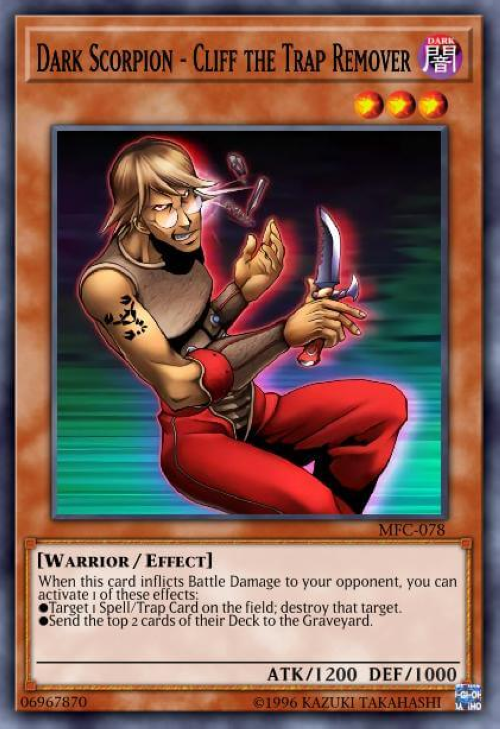 DARK SCORPION - CLIFF THE TRAP REMOVER
DARK
闇
MFC-078
[WARRIOR / EFFECT]
When this card inflicts Battle Damage to your opponent, you can
activate 1 of these effects;
●Target 1 Spell/Trap Card on the field; destroy that target.
●Send the top 2 cards of their Deck to the Graveyard.
ATK/1200 DEF/1000
06967870
©1996 KAZUKI TAKAHASHI